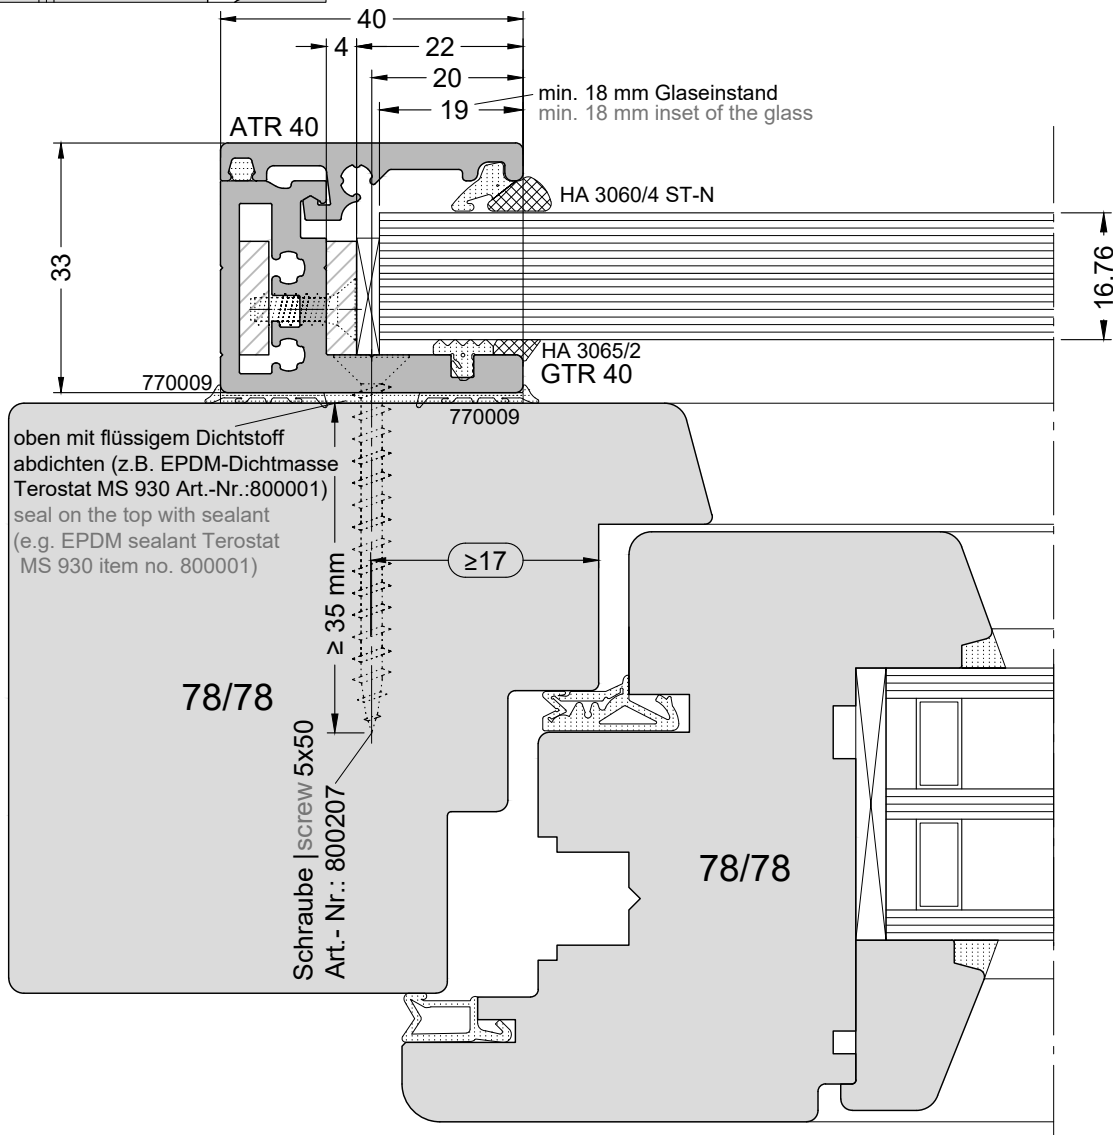 40
4
22
20
19
min. 18 mm Glaseinstand
min. 18 mm inset of the glass
ATR 40
HA 3060/4 ST-N
33
16,76
HA 3065/2
GTR 40
770009
770009
oben mit flüssigem Dichtstoff
abdichten (z.B. EPDM-Dichtmasse
Terostat MS 930 Art.-Nr.:800001)
seal on the top with sealant
(e.g. EPDM sealant Terostat
MS 930 item no. 800001)
≥17
≥ 35 mm
78/78
Schraube | screw 5x50
Art.- Nr.: 800207
78/78